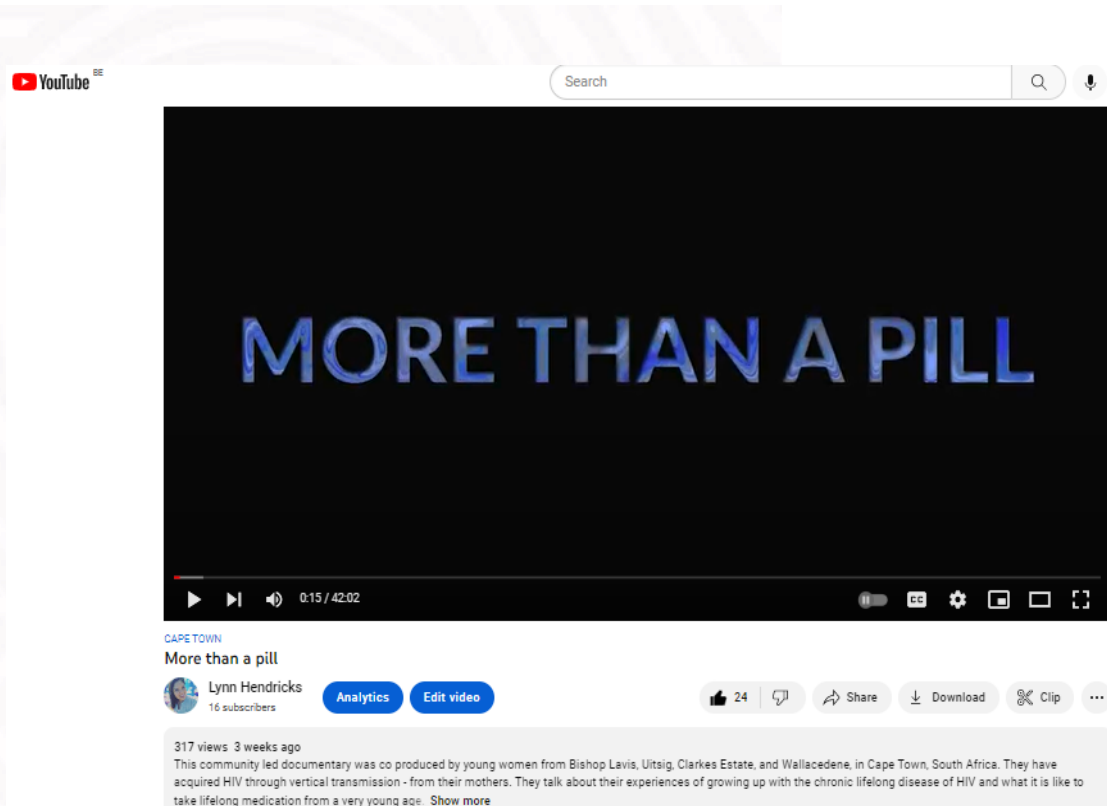 YouTube BE
Search
MORE THAN A PILL
0:15 / 42:02
CC
CAPE TOWN
More than a pill
Lynn Hendricks
16 subscribers
Analytics
Edit video
24
Share
Download
Clip
317 views 3 weeks ago
This community led documentary was co produced by young women from Bishop Lavis, Uitsig, Clarkes Estate, and Wallacedene, in Cape Town, South Africa. They have
acquired HIV through vertical transmission - from their mothers. They talk about their experiences of growing up with the chronic lifelong disease of HIV and what it is like to
take lifelong medication from a very young age. Show more